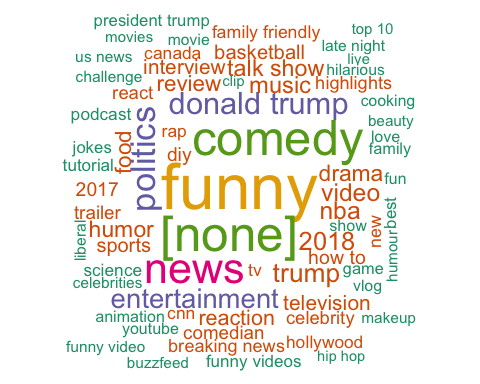 president trump
movies movie family friendly top 10
us news canada basketball late night
challenge interview talk show live
hilarious
react review clip music highlights
podcast donald trump cooking
beauty
jokes politics rap comedy love
family
tutorial food diy
2017 funny drama fun
video
trailer nba best
liberal humor [none] show new
sports 2018 humour
science news tv how to
celebrities trump game
vlog
entertainment television
animation cnn reaction celebrity makeup
youtube comedian
funny video breaking news hollywood
buzzfeed funny videos hip hop